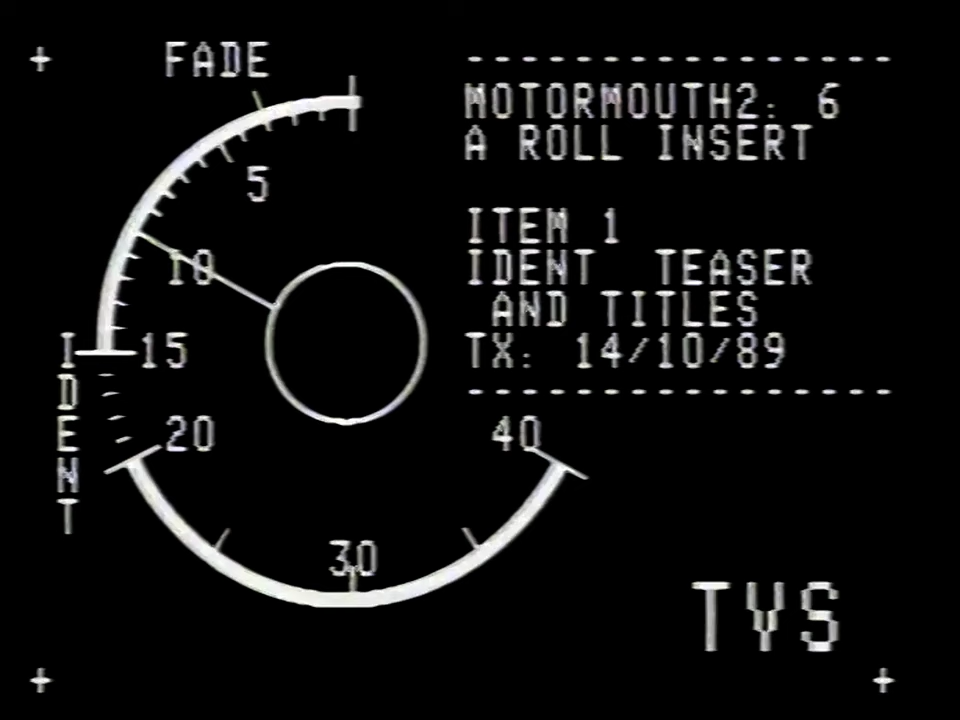 FADE
MOTORMOUTH2: 6
A ROLL INSERT
ITEM 1
IDENT TEASER
AND TITLES
TX: 14/10/89
5
10
15
20
30
40
IDENT
TVS